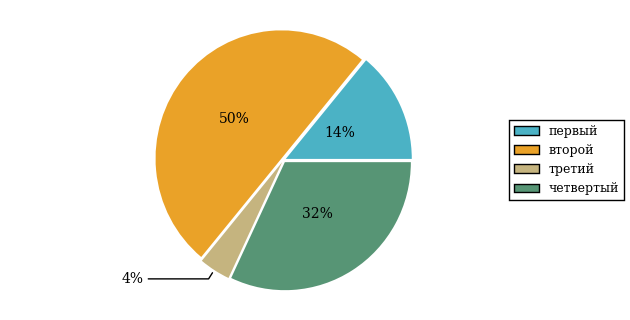 50%
14%
32%
4%
первый
второй
третий
четвертый